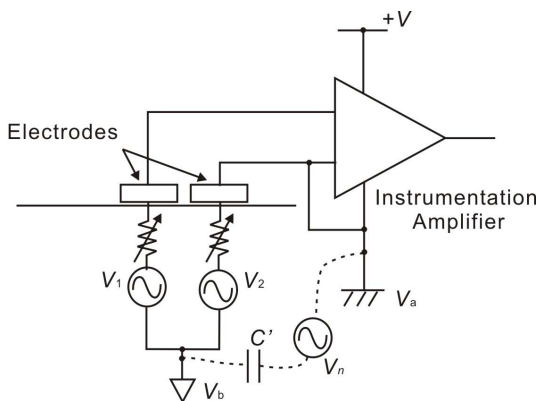 +V
Electrodes
Instrumentation
Amplifier
V1
V2
Va
C'
Vn
Vb